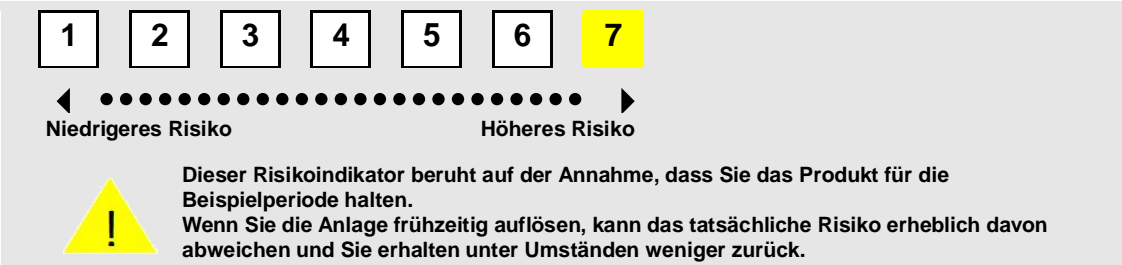 1 2 3 4 5 6 7
Niedrigeres Risiko Höheres Risiko
Dieser Risikoindikator beruht auf der Annahme, dass Sie das Produkt für die
Beispielperiode halten.
Wenn Sie die Anlage frühzeitig auflösen, kann das tatsächliche Risiko erheblich davon
abweichen und Sie erhalten unter Umständen weniger zurück.
!